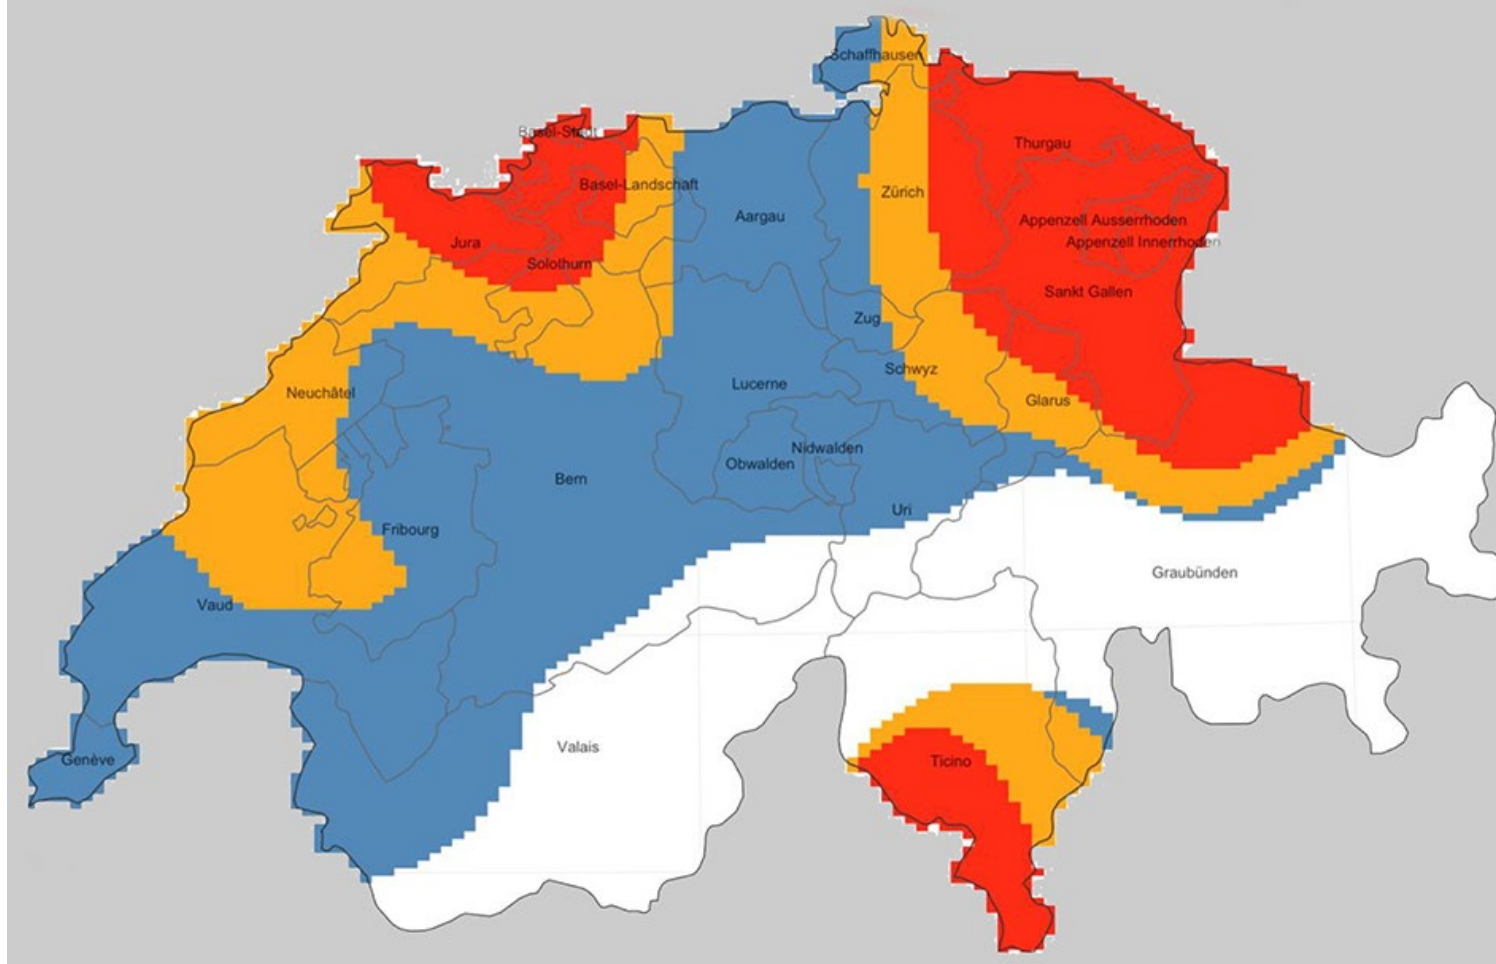 Schaffhausen
Basel-Stadt
Thurgau
Basel-Landschaft
Zürich
Aargau
Appenzell Ausserrhoden
Jura
Appenzell Innerrhoden
Solothurn
Sankt Gallen
Zug
Schwyz
Lucerne
Neuchâtel
Glarus
Nidwalden
Obwalden
Bern
Uri
Fribourg
Graubünden
Vaud
Valais
Genève
Ticino